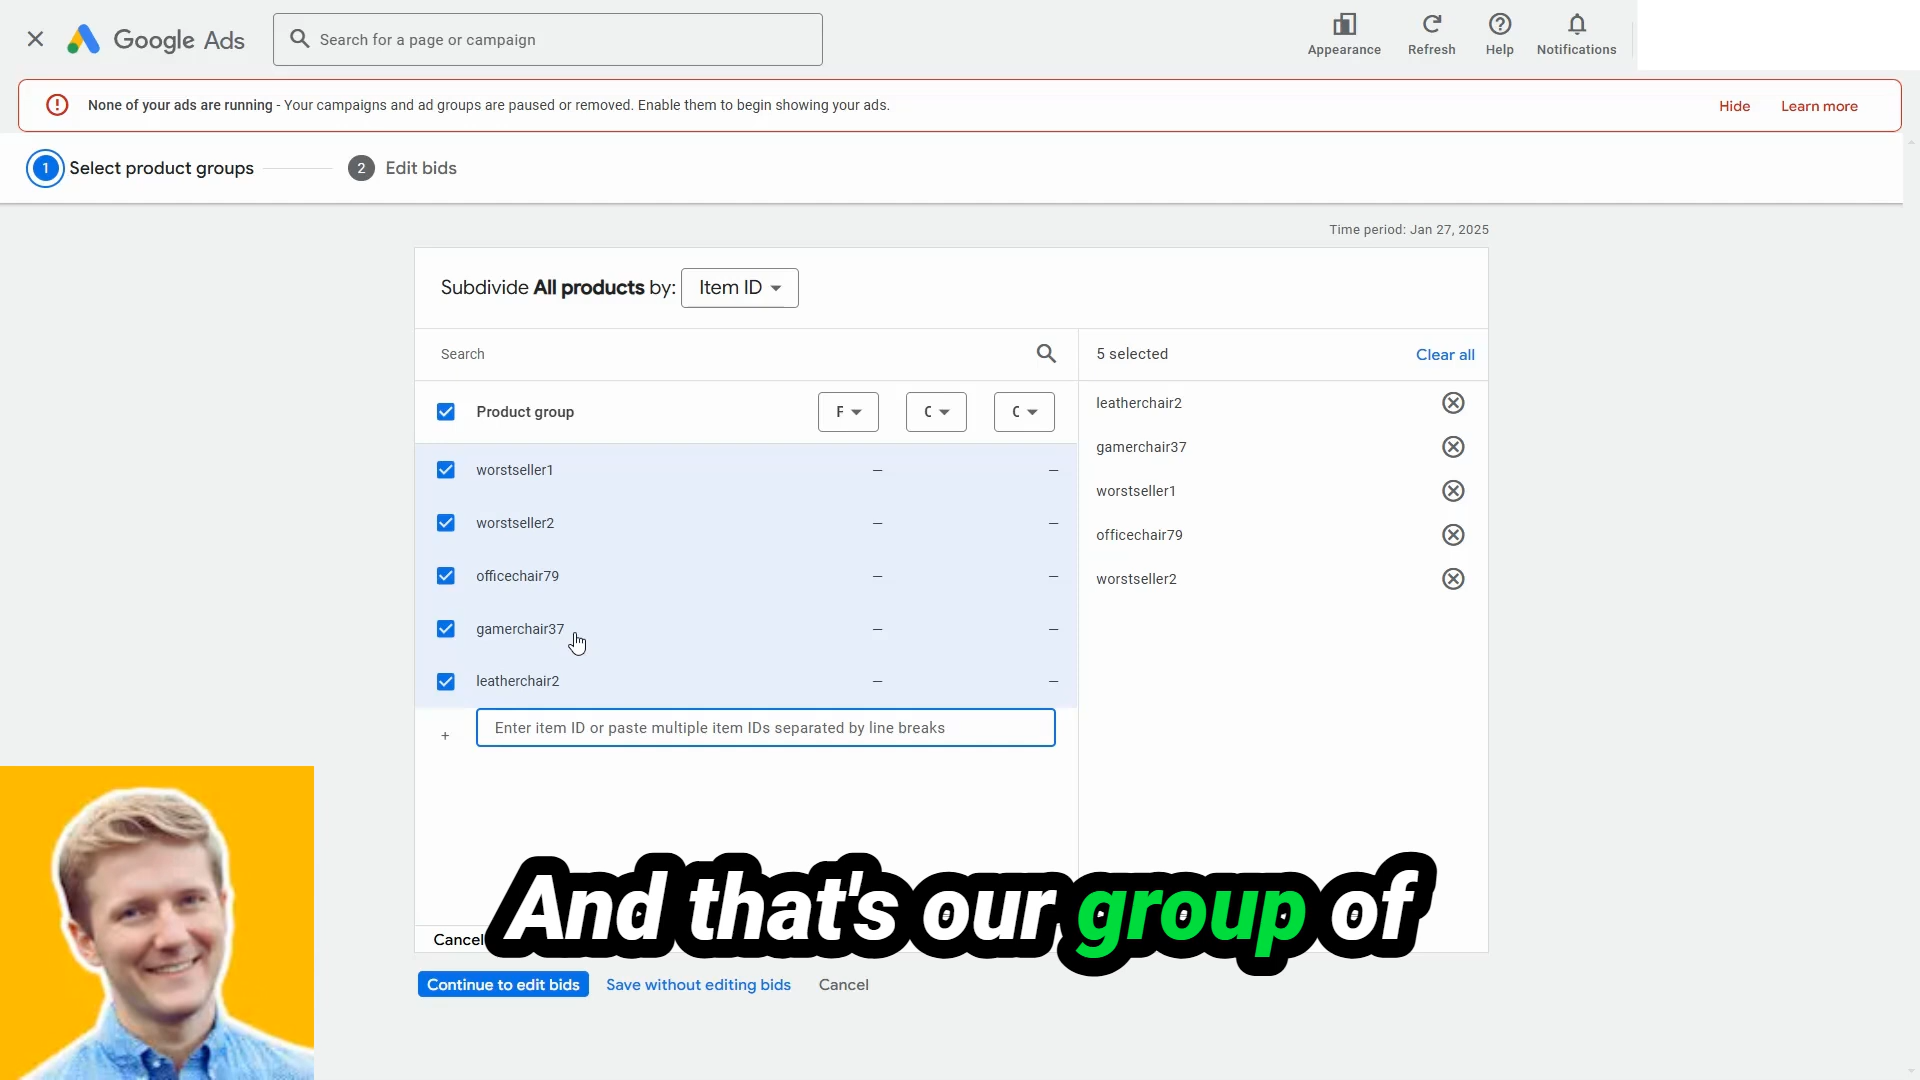 Google Ads
Search for a page or campaign
Appearance
Refresh
Help
Notifications
None of your ads are running - Your campaigns and ad groups are paused or removed. Enable them to begin showing your ads.
Hide
Learn more
1 Select product groups
2 Edit bids
Time period: Jan 27, 2025
Subdivide All products by: Item ID
Search
5 selected
Clear all
Product group
F
C
C
worstseller1 — —
worstseller2 — —
officechair79 — —
gamerchair37 — —
leatherchair2 — —
+ Enter item ID or paste multiple item IDs separated by line breaks
leatherchair2
gamerchair37
worstseller1
officechair79
worstseller2
And that's our group of
Cancel
Continue to edit bids
Save without editing bids
Cancel